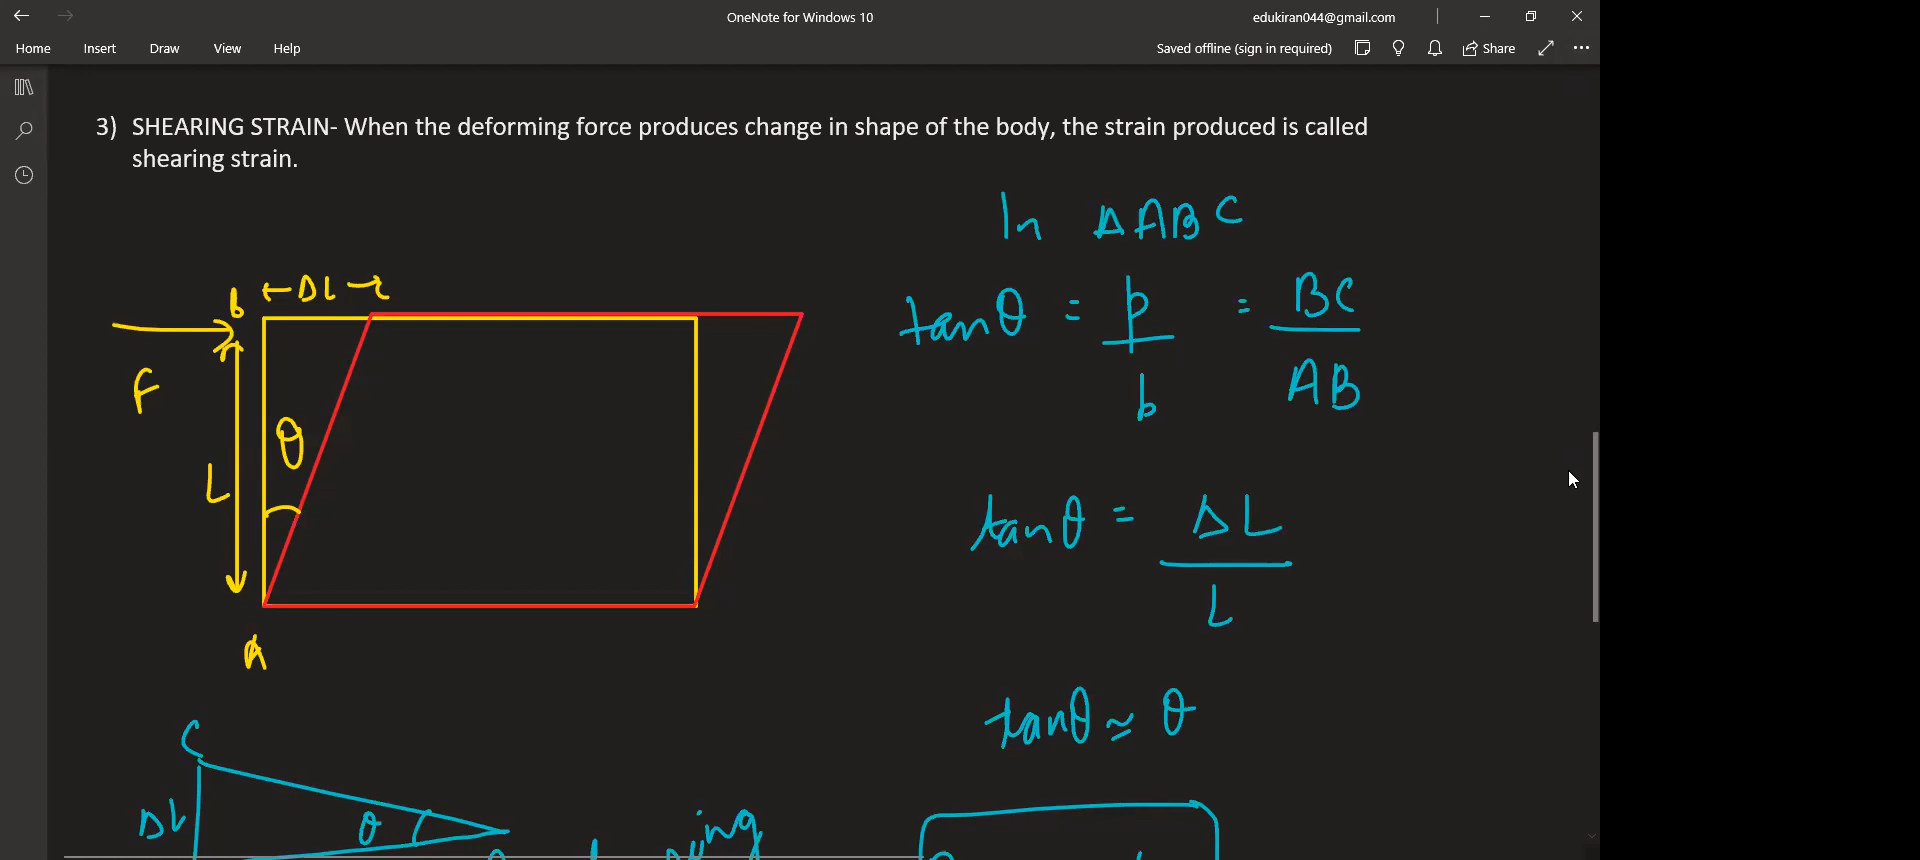 OneNote for Windows 10
edukiran044@gmail.com
Home Insert Draw View Help
Saved offline (sign in required)
Share
3) SHEARING STRAIN- When the deforming force produces change in shape of the body, the strain produced is called
shearing strain.
In Δ ABC
b ΔL
tanθ = p/b = BC/AB
F
θ
L
tanθ = ΔL/L
A
tanθ ≃ θ
C
ΔL
θ